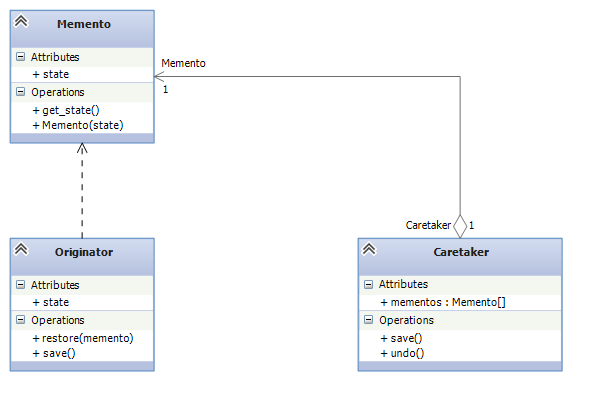 Memento
Attributes
+ state
Operations
+ get_state()
+ Memento(state)
Memento
1
Caretaker
1
Originator
Attributes
+ state
Operations
+ restore(memento)
+ save()
Caretaker
Attributes
+ mementos : Memento[]
Operations
+ save()
+ undo()